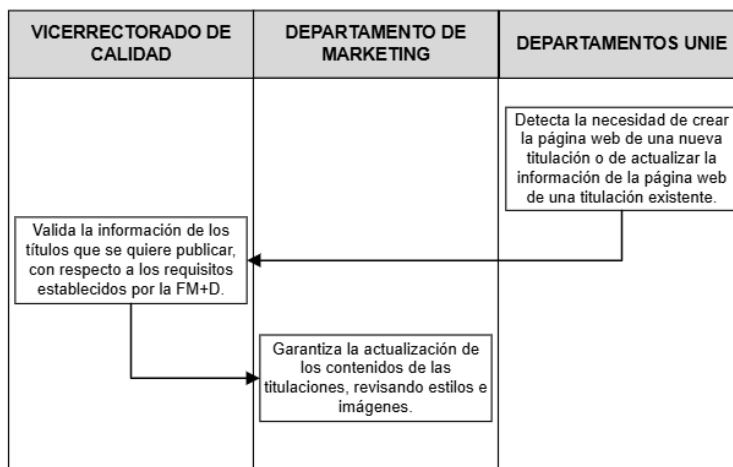 VICERRECTORADO DE
CALIDAD
DEPARTAMENTO DE
MARKETING
DEPARTAMENTOS UNIE
Detecta la necesidad de crear
la página web de una nueva
titulación o de actualizar la
información de la página web
de una titulación existente.
Valida la información de los
títulos que se quiere publicar,
con respecto a los requisitos
establecidos por la FM+D.
Garantiza la actualización de
los contenidos de las
titulaciones, revisando estilos e
imágenes.